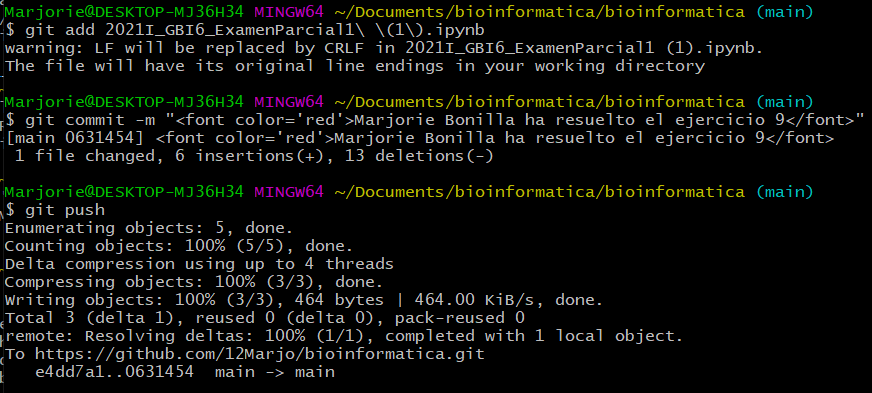 Marjorie@DESKTOP-MJ36H34 MINGW64 ~/Documents/bioinformatica/bioinformatica (main)
$ git add 2021I_GBI6_ExamenParcial1\ \(1\).ipynb
warning: LF will be replaced by CRLF in 2021I_GBI6_ExamenParcial1 (1).ipynb.
The file will have its original line endings in your working directory
Marjorie@DESKTOP-MJ36H34 MINGW64 ~/Documents/bioinformatica/bioinformatica (main)
$ git commit -m "<font color='red'>Marjorie Bonilla ha resuelto el ejercicio 9</font>"
[main 0631454] <font color='red'>Marjorie Bonilla ha resuelto el ejercicio 9</font>
 1 file changed, 6 insertions(+), 13 deletions(-)
Marjorie@DESKTOP-MJ36H34 MINGW64 ~/Documents/bioinformatica/bioinformatica (main)
$ git push
Enumerating objects: 5, done.
Counting objects: 100% (5/5), done.
Delta compression using up to 4 threads
Compressing objects: 100% (3/3), done.
Writing objects: 100% (3/3), 464 bytes | 464.00 KiB/s, done.
Total 3 (delta 1), reused 0 (delta 0), pack-reused 0
remote: Resolving deltas: 100% (1/1), completed with 1 local object.
To https://github.com/12Marjo/bioinformatica.git
   e4dd7a1..0631454  main -> main